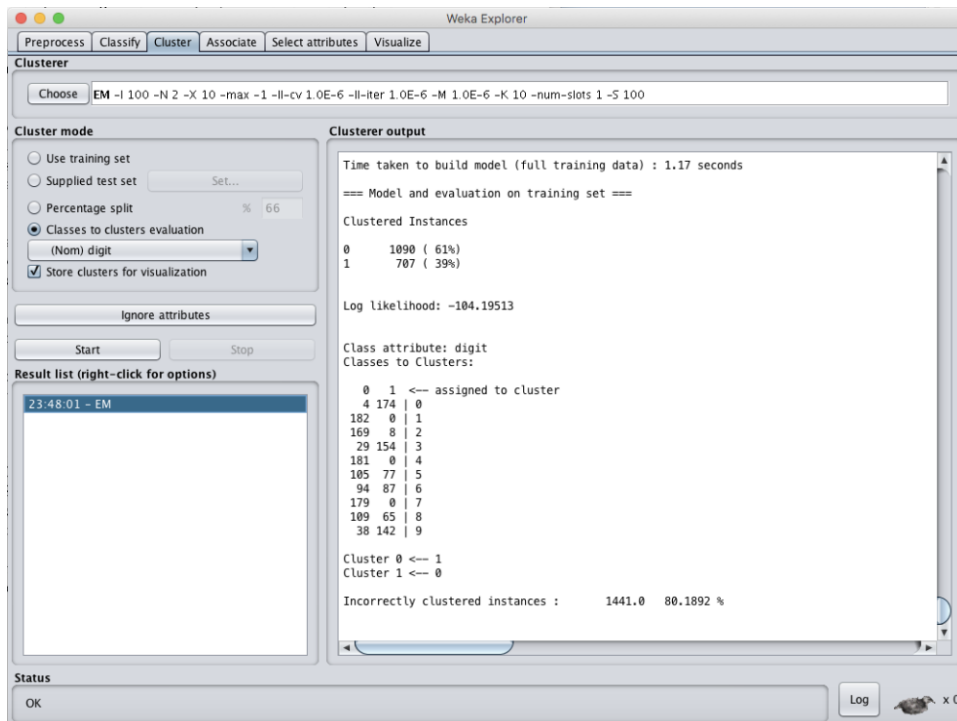 Weka Explorer
Preprocess Classify Cluster Associate Select attributes Visualize
Clusterer
Choose EM -I 100 -N 2 -X 10 -max -1 -ll-cv 1.0E-6 -ll-iter 1.0E-6 -M 1.0E-6 -K 10 -num-slots 1 -S 100
Cluster mode
Use training set
Supplied test set Set...
Percentage split % 66
Classes to clusters evaluation
(Nom) digit
Store clusters for visualization
Ignore attributes
Start Stop
Result list (right-click for options)
23:48:01 - EM
Clusterer output
Time taken to build model (full training data) : 1.17 seconds
=== Model and evaluation on training set ===
Clustered Instances
0 1090 ( 61%)
1 707 ( 39%)
Log likelihood: -104.19513
Class attribute: digit
Classes to Clusters:
0 1 <-- assigned to cluster
4 174 | 0
182 0 | 1
169 8 | 2
29 154 | 3
181 0 | 4
105 77 | 5
94 87 | 6
179 0 | 7
109 65 | 8
38 142 | 9
Cluster 0 <-- 1
Cluster 1 <-- 0
Incorrectly clustered instances : 1441.0 80.1892 %
Status
OK
Log x 0